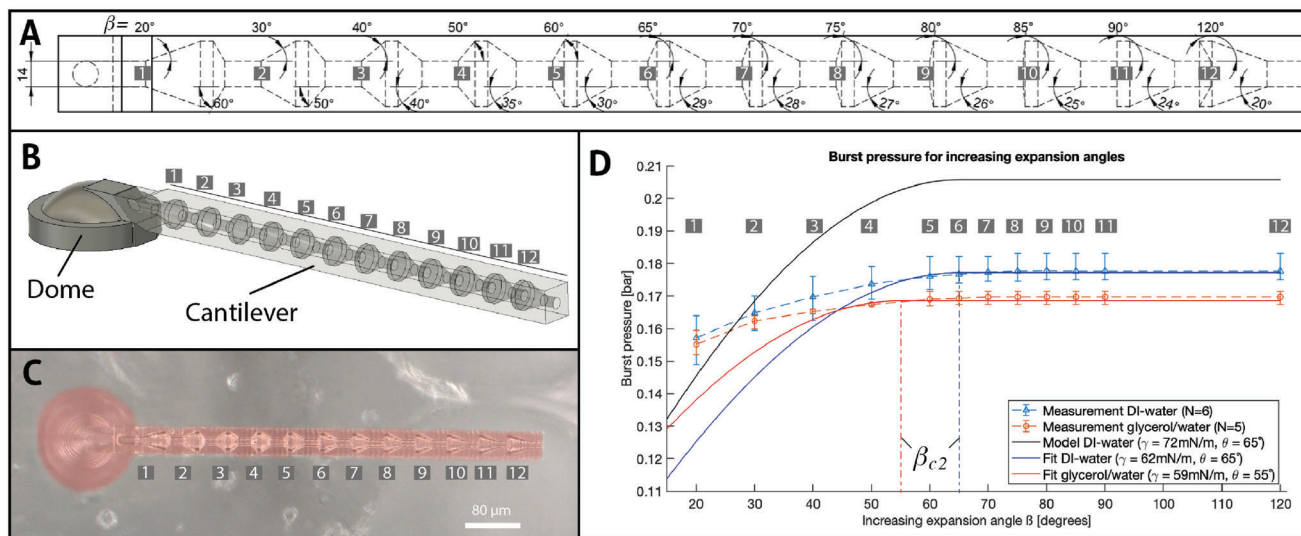 A
β= 20° 30° 40° 50° 60° 65° 70° 75° 80° 85° 90° 120°
14
1 2 3 4 5 6 7 8 9 10 11 12
60° 50° 40° 35° 30° 29° 28° 27° 26° 25° 24° 20°
B
1 2 3 4 5 6 7 8 9 10 11 12
Dome
Cantilever
C
1 2 3 4 5 6 7 8 9 10 11 12
80 µm
D
Burst pressure for increasing expansion angles
Burst pressure [bar]
0.21
0.2
0.19
0.18
0.17
0.16
0.15
0.14
0.13
0.12
0.11
1 2 3 4 5 6 7 8 9 10 11 12
βc2
Measurement DI-water (N=6)
Measurement glycerol/water (N=5)
Model DI-water (γ = 72mN/m, θ = 65°)
Fit DI-water (γ = 62mN/m, θ = 65°)
Fit glycerol/water (γ = 59mN/m, θ = 55°)
20 30 40 50 60 70 80 90 100 110 120
Increasing expansion angle ß [degrees]